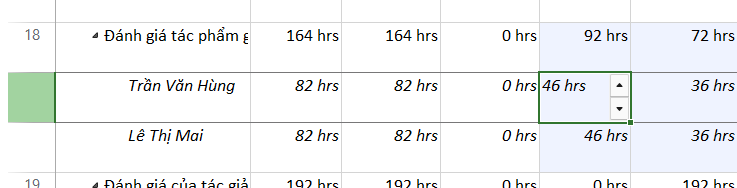 18 Đánh giá tác phẩm g 164 hrs 164 hrs 0 hrs 92 hrs 72 hrs
Trần Văn Hùng 82 hrs 82 hrs 0 hrs 46 hrs 36 hrs
Lê Thị Mai 82 hrs 82 hrs 0 hrs 46 hrs 36 hrs
19 Đánh giá của tác giả 192 hrs 192 hrs 0 hrs 0 hrs 192 hrs